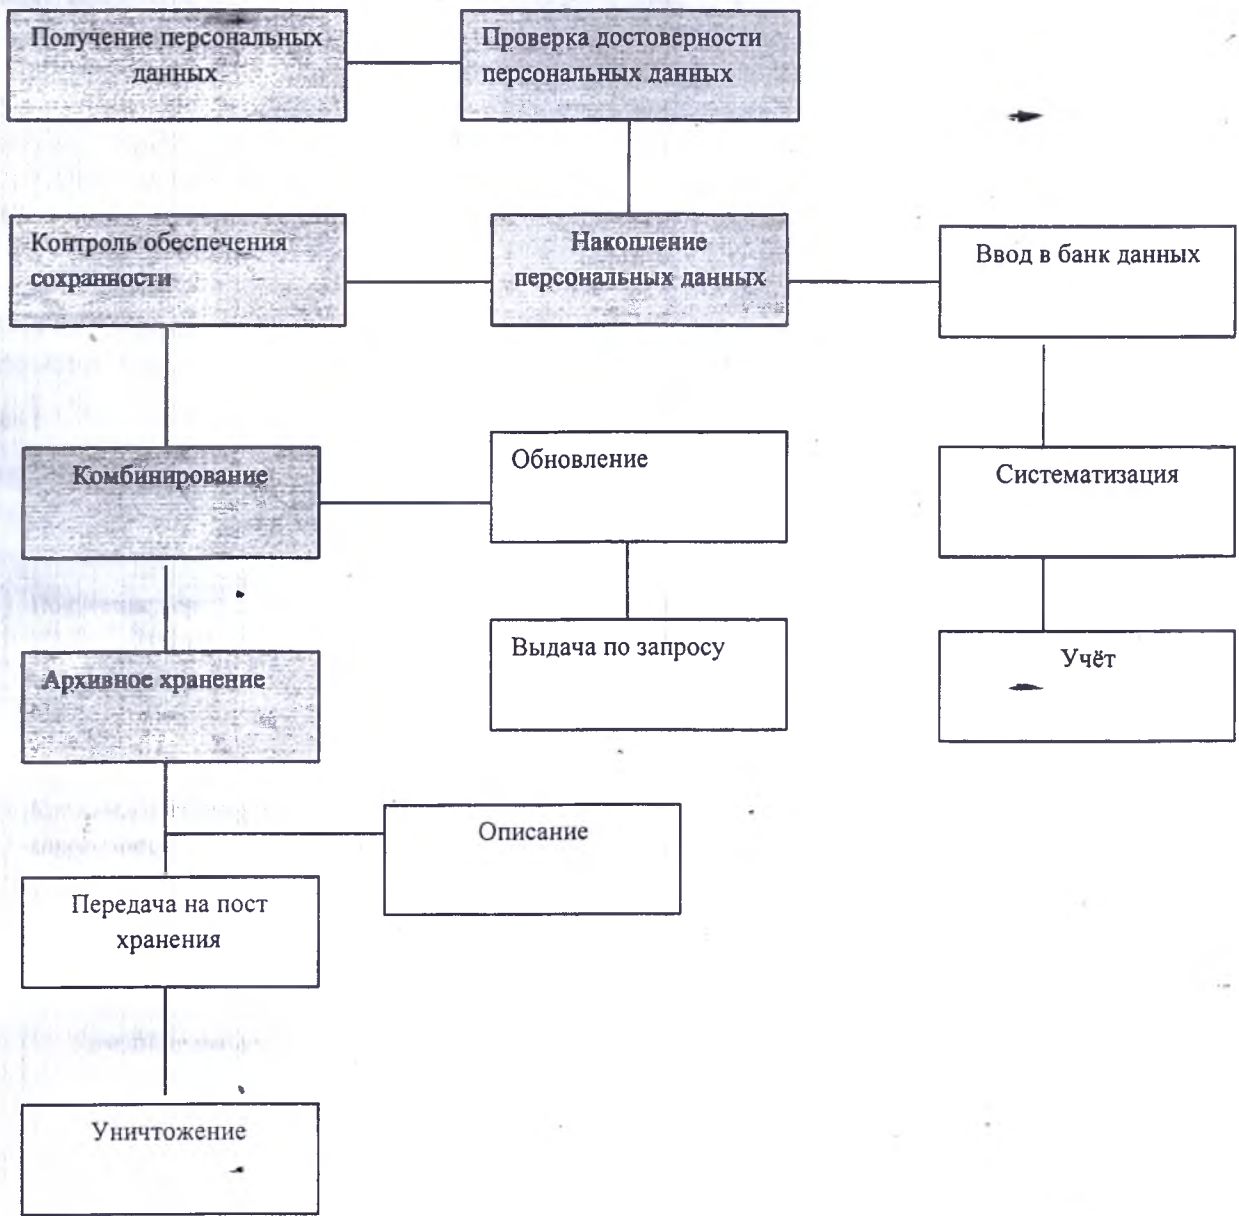 Получение персональных
данных
Проверка достоверности
персональных данных
Контроль обеспечения
сохранности
Накопление
персональных данных
Ввод в банк данных
Комбинирование
Обновление
Систематизация
Архивное хранение
Выдача по запросу
Учёт
Описание
Передача на пост
хранения
Уничтожение